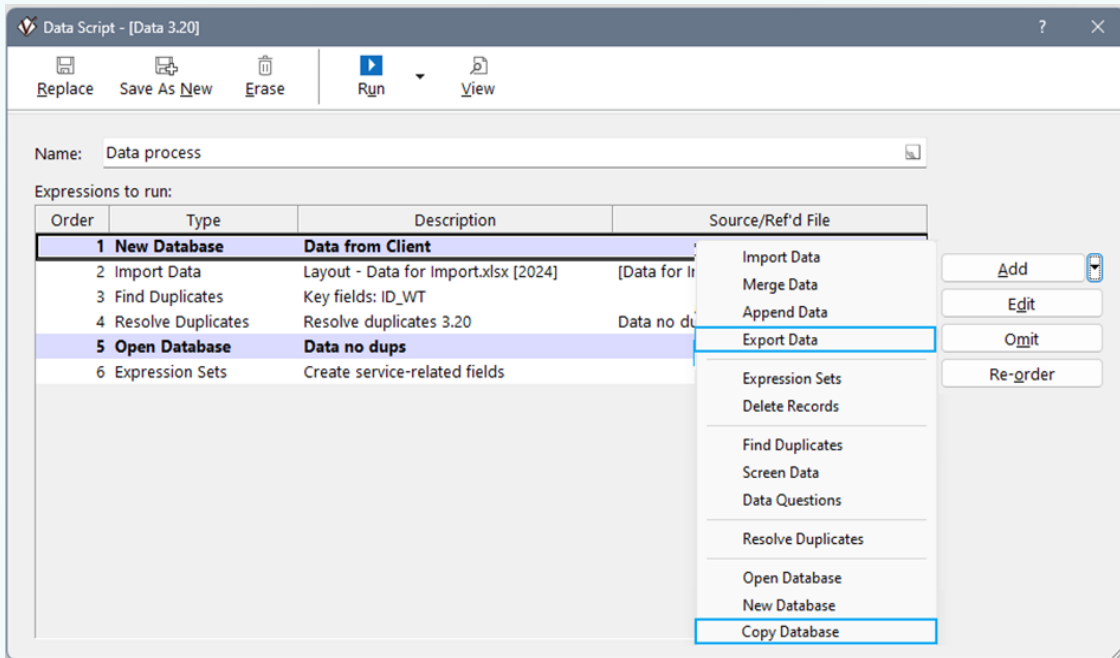 Data Script - [Data 3.20] ?
Replace Save As New Erase Run View
Name: Data process
Expressions to run:
Order Type Description Source/Ref'd File
1 New Database Data from Client
2 Import Data Layout - Data for Import.xlsx [2024] [Data for
3 Find Duplicates Key fields: ID_WT
4 Resolve Duplicates Resolve duplicates 3.20 Data no
5 Open Database Data no dups
6 Expression Sets Create service-related fields
Import Data
Merge Data
Append Data
Export Data
Expression Sets
Delete Records
Find Duplicates
Screen Data
Data Questions
Resolve Duplicates
Open Database
New Database
Copy Database
Add
Edit
Omit
Re-order